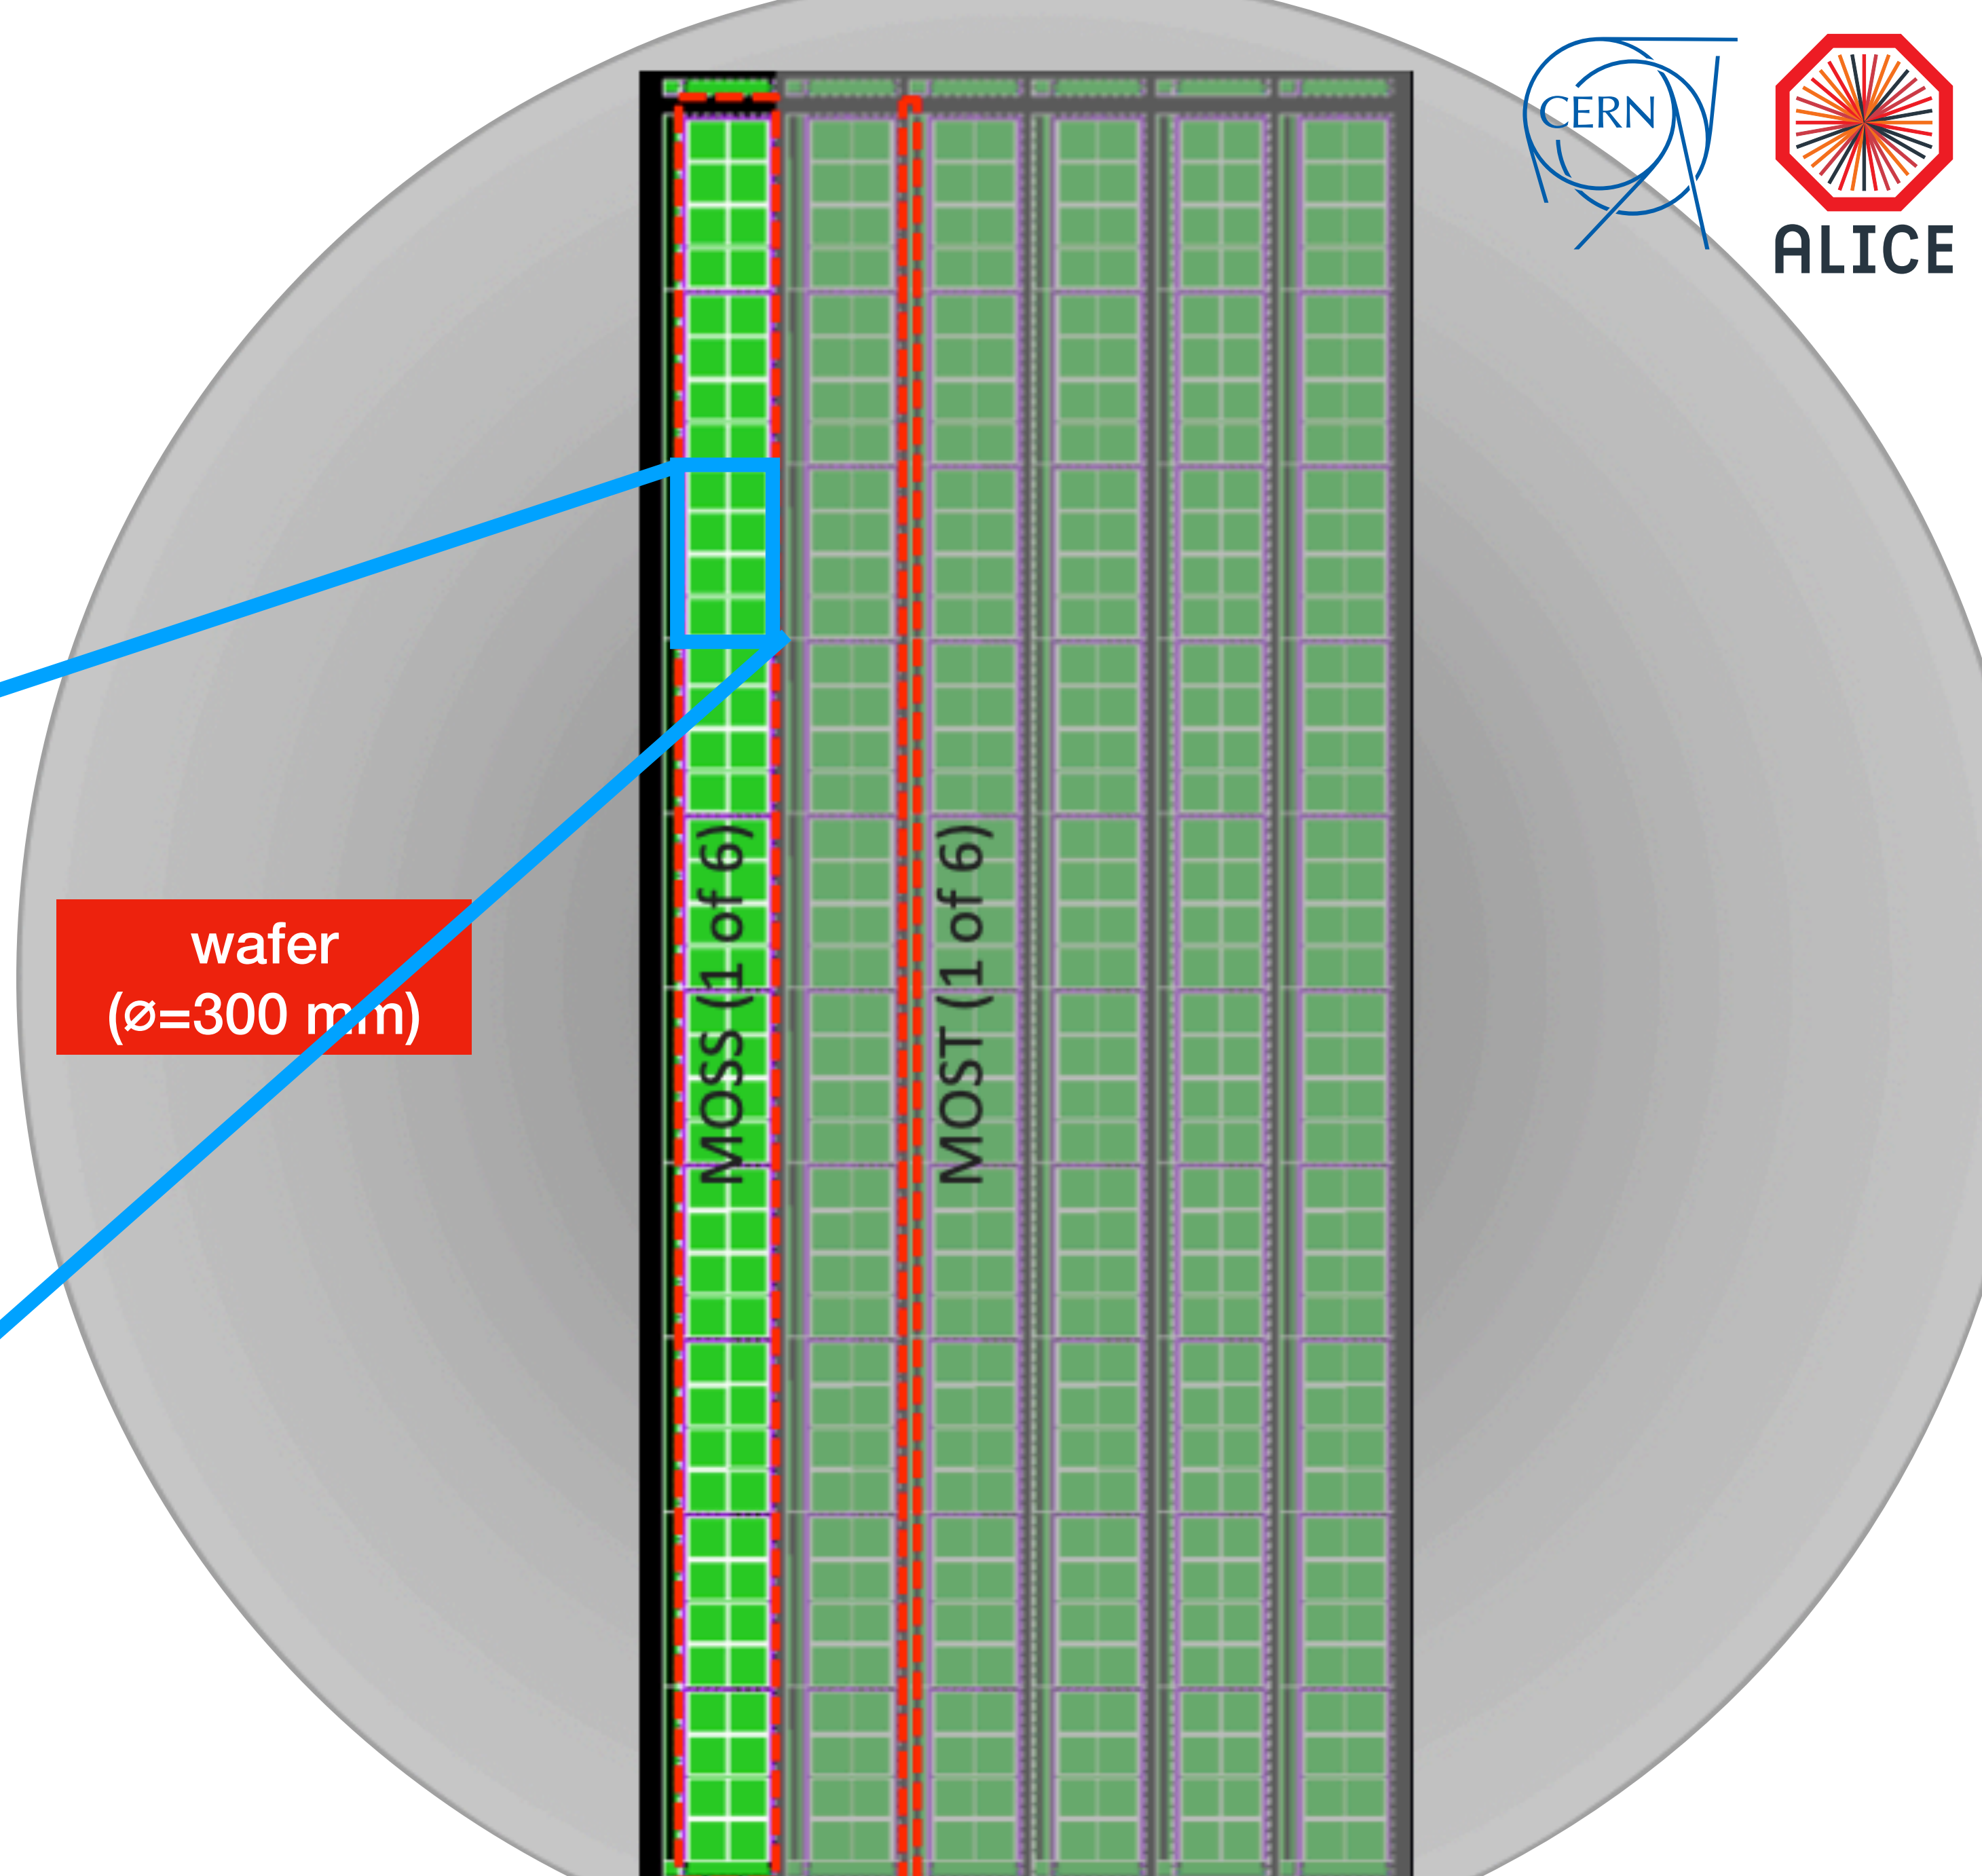 CERN
ALICE
wafer
(⌀=300 mm)
MOSS (1 of 6)
MOST (1 of 6)